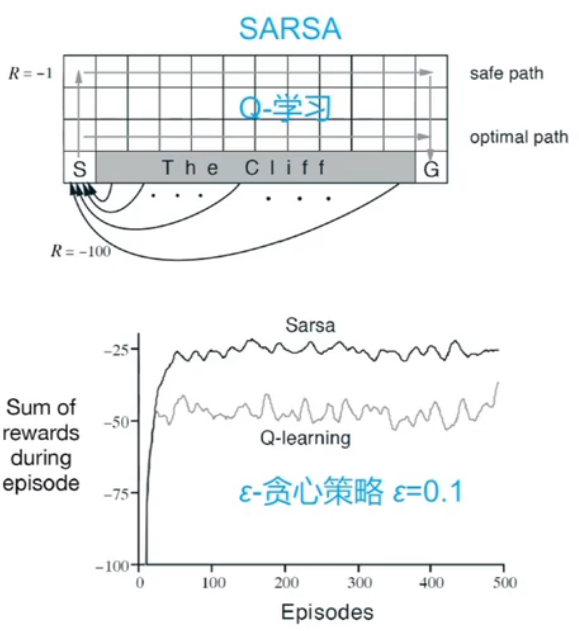 SARSA
R = −1
safe path
Q-学习
optimal path
S
The Cliff
G
R = −100
Sarsa
−25
Sum of
rewards
during
episode
−50
Q-learning
−75
ε-贪心策略 ε=0.1
−100
0 100 200 300 400 500
Episodes